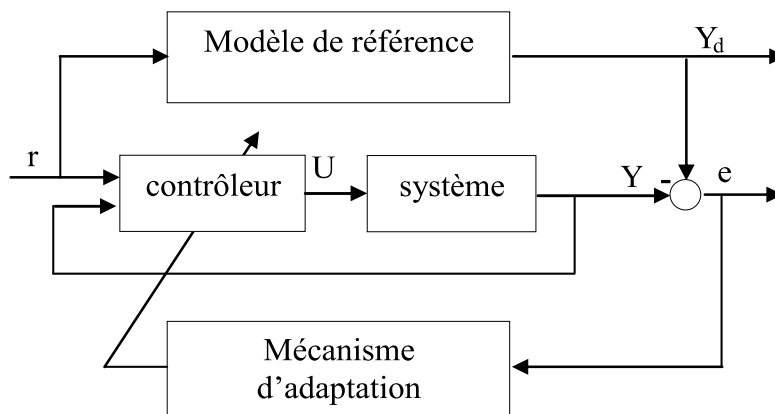 Modèle de référence
Y_d
r
contrôleur
U
système
Y
-
e
Mécanisme
d'adaptation